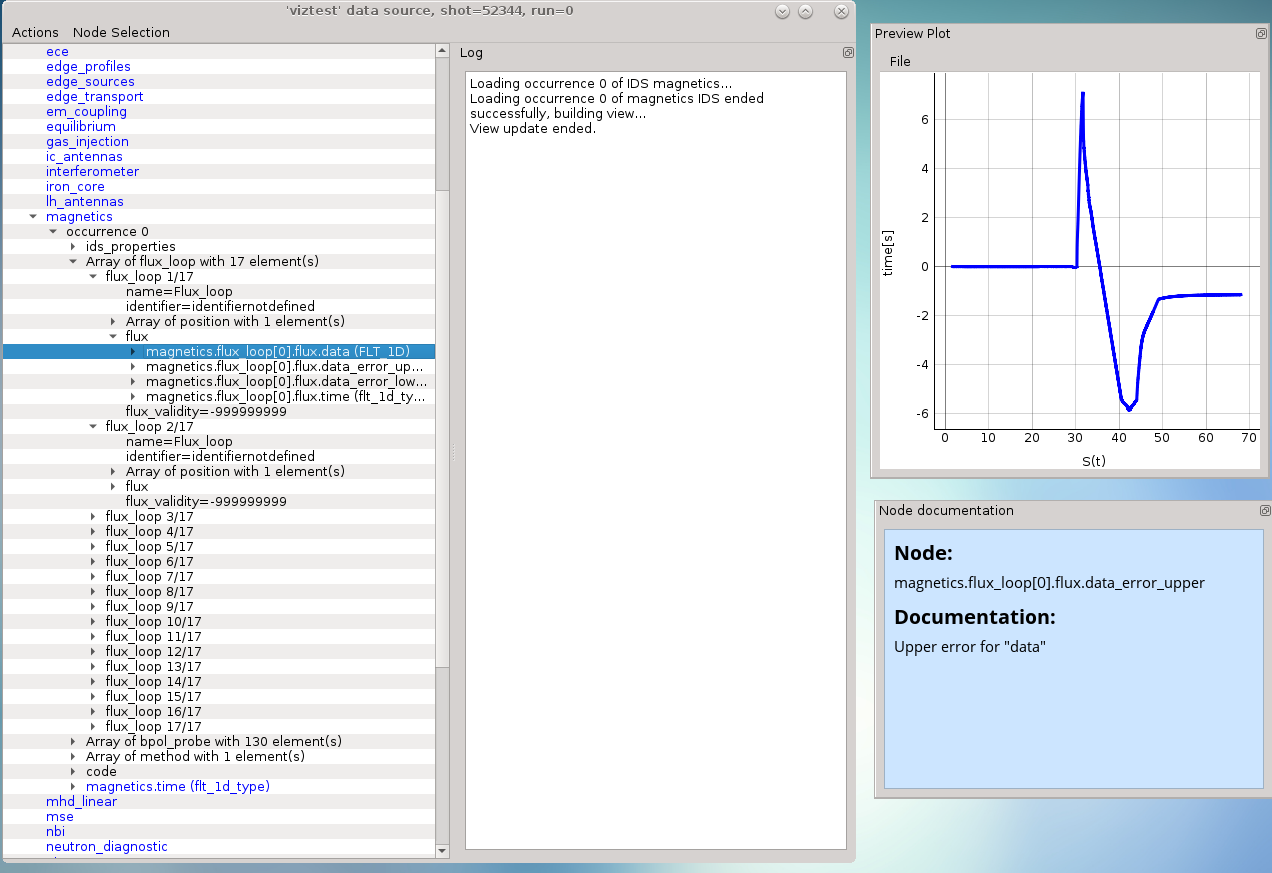 'viztest' data source, shot=52344, run=0
Actions Node Selection
ece
edge_profiles
edge_sources
edge_transport
em_coupling
equilibrium
gas_injection
ic_antennas
interferometer
iron_core
lh_antennas
magnetics
occurrence 0
ids_properties
Array of flux_loop with 17 element(s)
flux_loop 1/17
name=Flux_loop
identifier=identifiernotdefined
Array of position with 1 element(s)
flux
magnetics.flux_loop[0].flux.data (FLT_1D)
magnetics.flux_loop[0].flux.data_error_up...
magnetics.flux_loop[0].flux.data_error_low...
magnetics.flux_loop[0].flux.time (flt_1d_ty...
flux_validity=-999999999
flux_loop 2/17
name=Flux_loop
identifier=identifiernotdefined
Array of position with 1 element(s)
flux
flux_validity=-999999999
flux_loop 3/17
flux_loop 4/17
flux_loop 5/17
flux_loop 6/17
flux_loop 7/17
flux_loop 8/17
flux_loop 9/17
flux_loop 10/17
flux_loop 11/17
flux_loop 12/17
flux_loop 13/17
flux_loop 14/17
flux_loop 15/17
flux_loop 16/17
flux_loop 17/17
Array of bpol_probe with 130 element(s)
Array of method with 1 element(s)
code
magnetics.time (flt_1d_type)
mhd_linear
mse
nbi
neutron_diagnostic
Log
Loading occurrence 0 of IDS magnetics...
Loading occurrence 0 of magnetics IDS ended
successfully, building view...
View update ended.
Preview Plot
File
6
4
2
0
-2
-4
-6
time[s]
0 10 20 30 40 50 60 70
S(t)
Node documentation
Node:
magnetics.flux_loop[0].flux.data_error_upper
Documentation:
Upper error for "data"